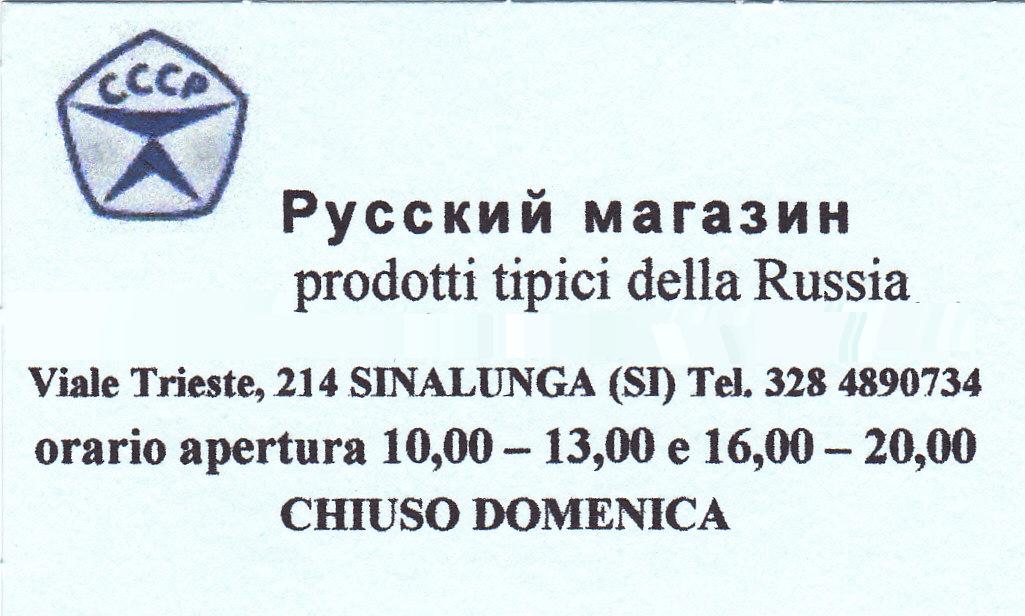 СССР
Русский магазин
prodotti tipici della Russia
Viale Trieste, 214 SINALUNGA (SI) Tel. 328 4890734
orario apertura 10,00 – 13,00 e 16,00 – 20,00
CHIUSO DOMENICA